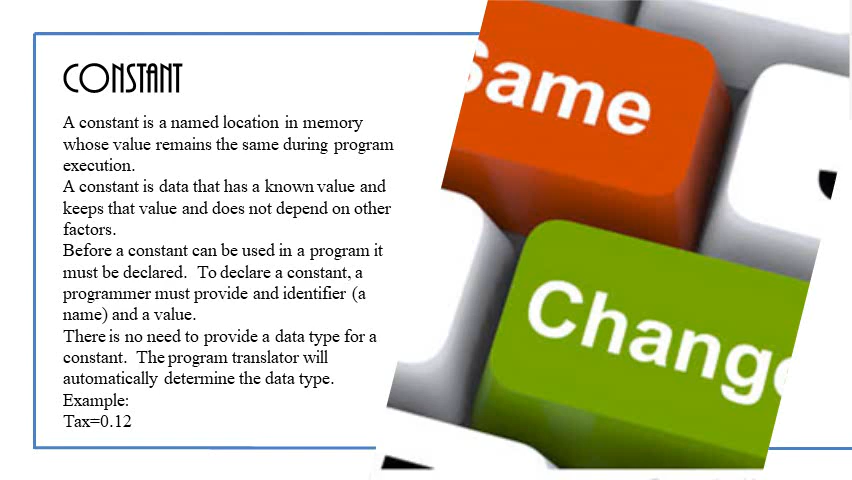 CONSTANT
A constant is a named location in memory
whose value remains the same during program
execution.
A constant is data that has a known value and
keeps that value and does not depend on other
factors.
Before a constant can be used in a program it
must be declared.  To declare a constant, a
programmer must provide and identifier (a
name) and a value.
There is no need to provide a data type for a
constant.  The program translator will
automatically determine the data type.
Example:
Tax=0.12
Same
Change